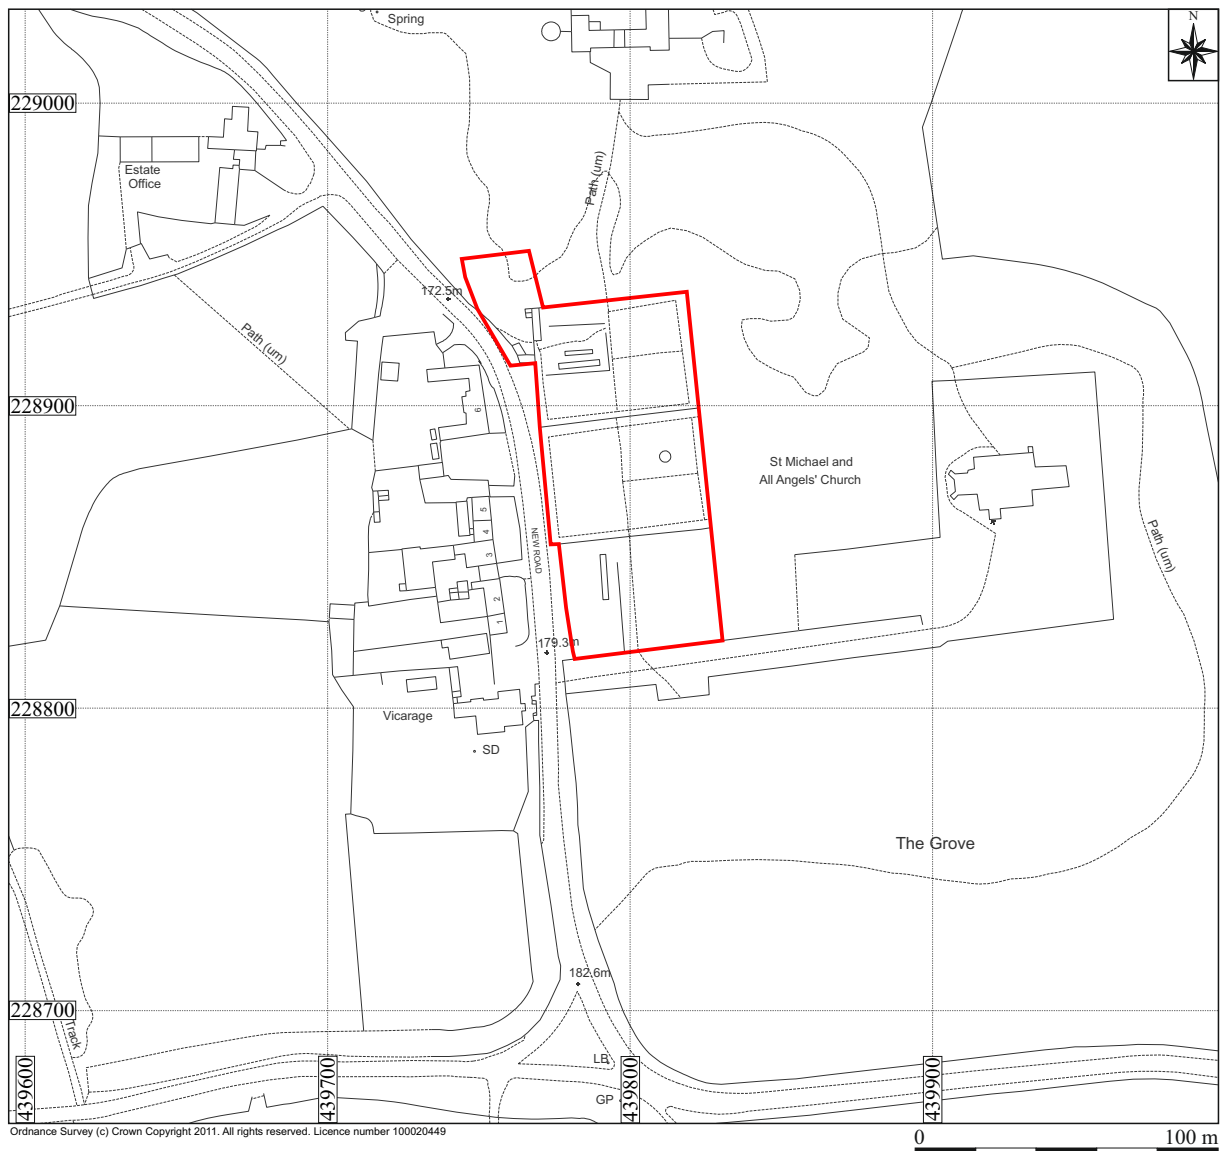 Spring
N
229000
Estate
Office
Path (um)
172.5m
Path (um)
228900
6
St Michael and
All Angels' Church
5
4
3
2
1
NEW ROAD
Path (um)
179.3m
228800
Vicarage
SD
The Grove
182.6m
228700
Track
LB
GP
439600
439700
439800
439900
Ordnance Survey (c) Crown Copyright 2011. All rights reserved. Licence number 100020449
0 100 m